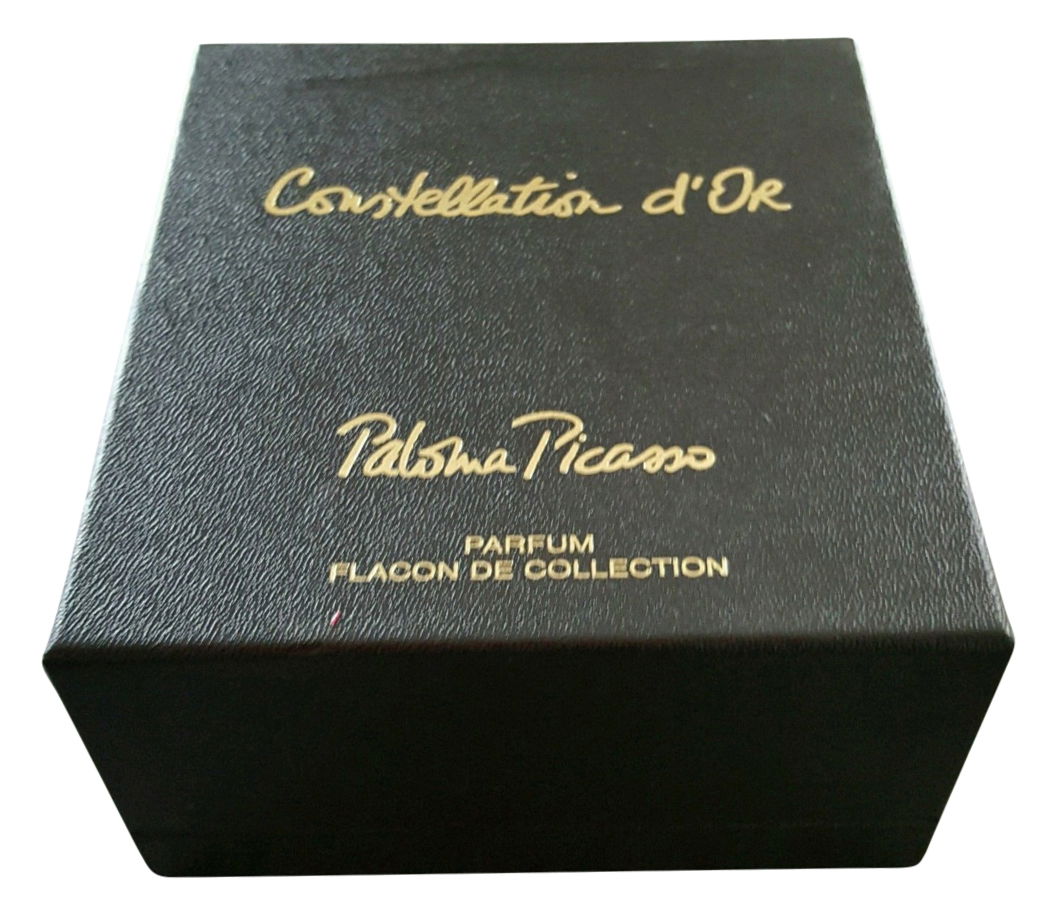 Constellation d'Or
Paloma Picasso
PARFUM
FLACON DE COLLECTION